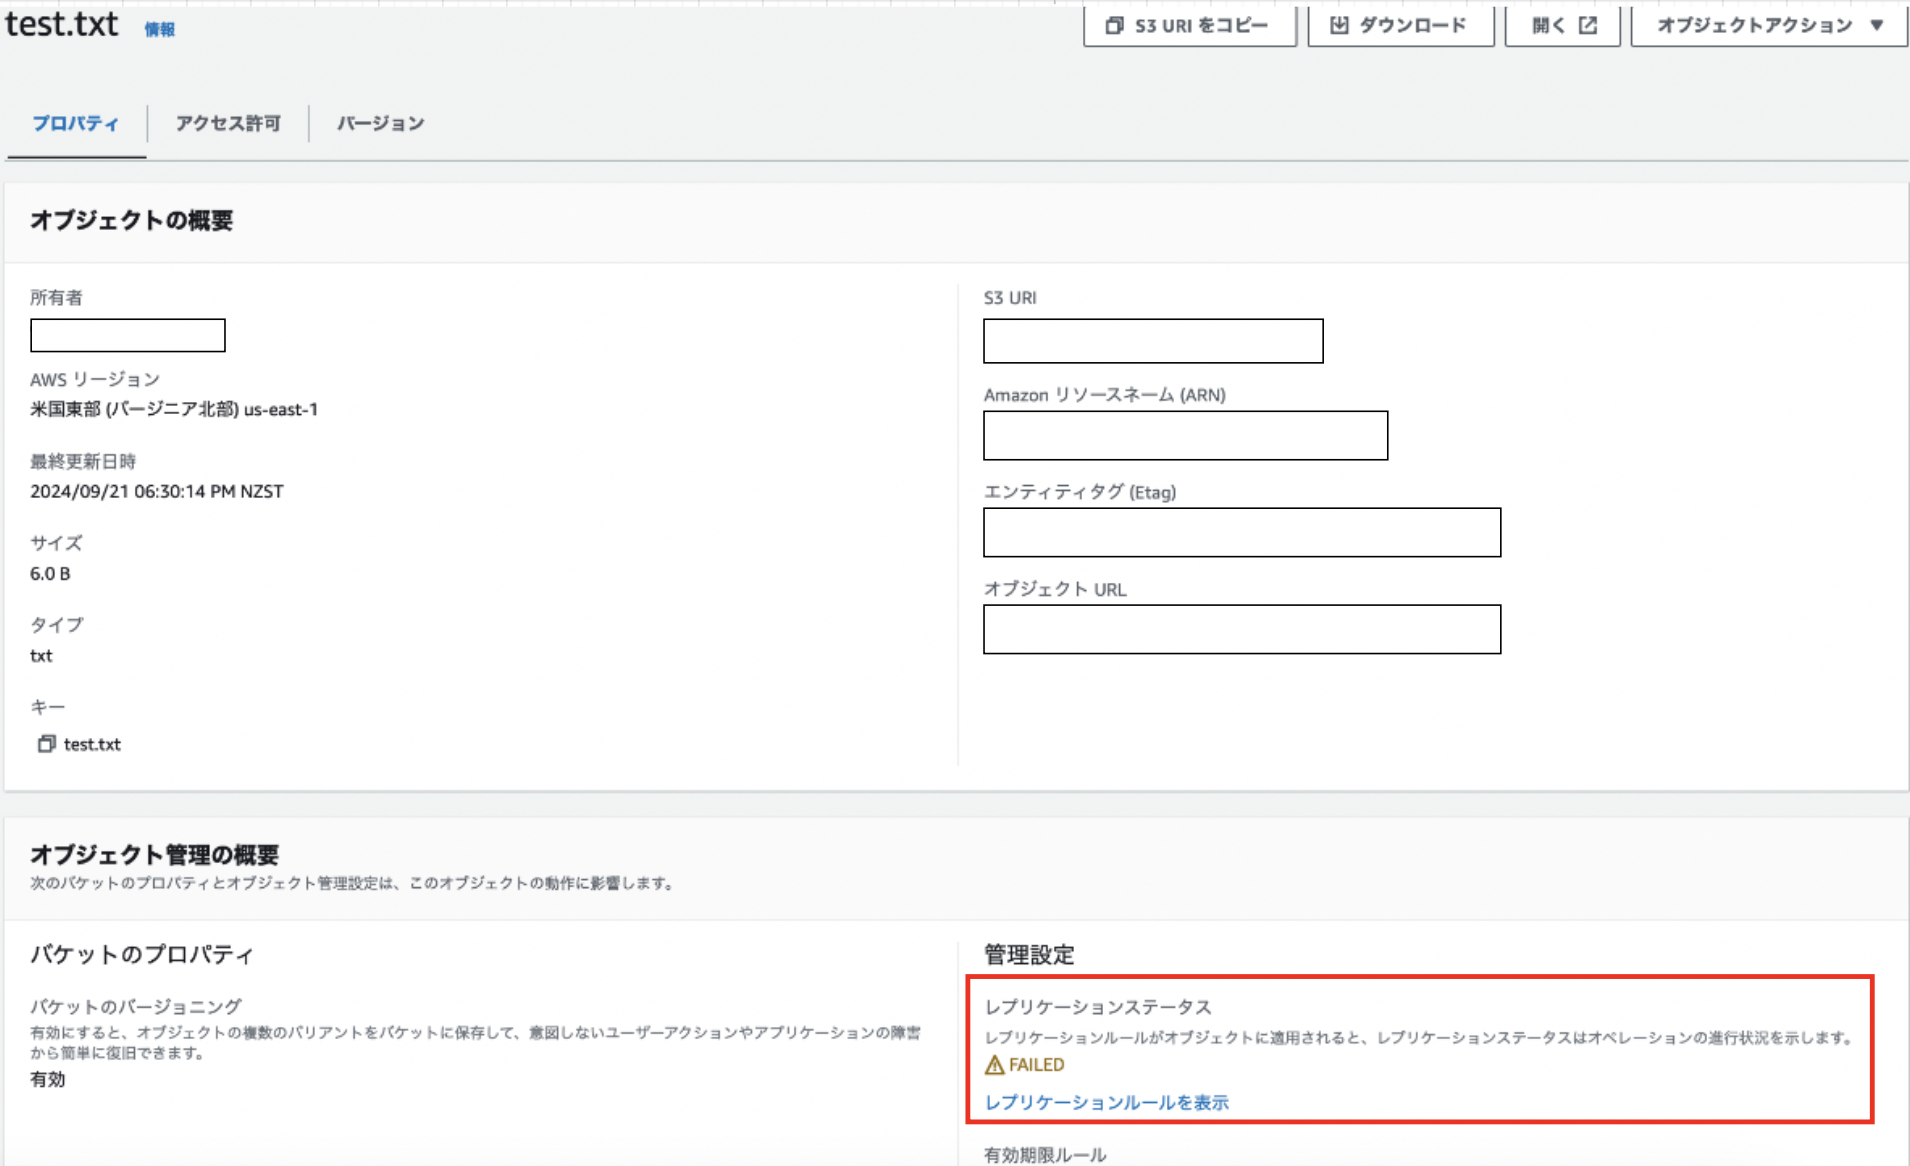 test.txt 情報
S3 URI をコピー
ダウンロード
開く
オブジェクトアクション ▼
プロパティ
アクセス許可
バージョン
オブジェクトの概要
所有者
AWS リージョン
米国東部 (バージニア北部) us-east-1
最終更新日時
2024/09/21 06:30:14 PM NZST
サイズ
6.0 B
タイプ
txt
キー
test.txt
S3 URI
Amazon リソースネーム (ARN)
エンティティタグ (Etag)
オブジェクト URL
オブジェクト管理の概要
次のバケットのプロパティとオブジェクト管理設定は、このオブジェクトの動作に影響します。
バケットのプロパティ
バケットのバージョニング
有効にすると、オブジェクトの複数のバリアントをバケットに保存して、意図しないユーザーアクションやアプリケーションの障害
から簡単に復旧できます。
有効
管理設定
レプリケーションステータス
レプリケーションルールがオブジェクトに適用されると、レプリケーションステータスはオペレーションの進行状況を示します。
FAILED
レプリケーションルールを表示
有効期限ルール